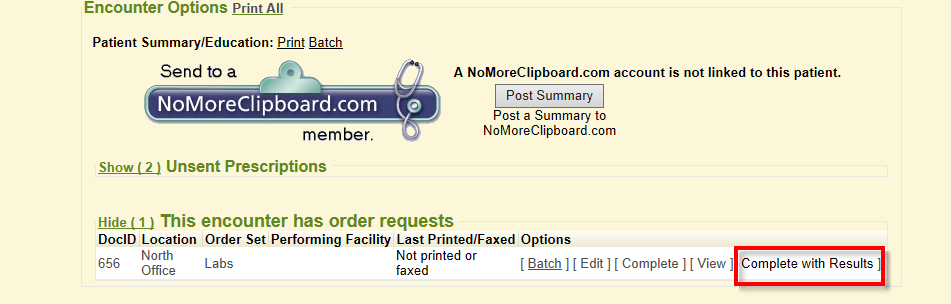 Encounter Options Print All
Patient Summary/Education: Print Batch
Send to a
NoMoreClipboard.com
member.
A NoMoreClipboard.com account is not linked to this patient.
Post Summary
Post a Summary to
NoMoreClipboard.com
Show ( 2 ) Unsent Prescriptions
Hide ( 1 ) This encounter has order requests
DocID Location Order Set Performing Facility Last Printed/Faxed Options
656 North Office Labs Not printed or faxed [ Batch ] [ Edit ] [ Complete ] [ View ] Complete with Results ]